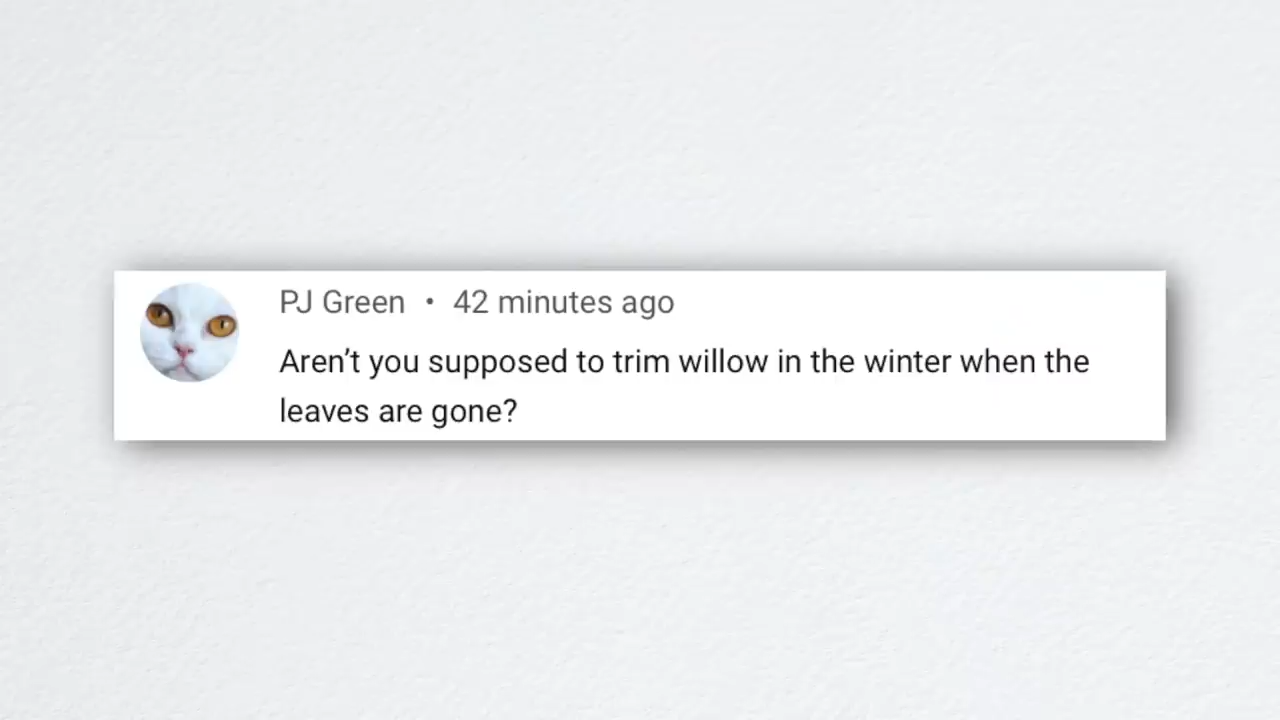 PJ Green • 42 minutes ago
Aren’t you supposed to trim willow in the winter when the
leaves are gone?